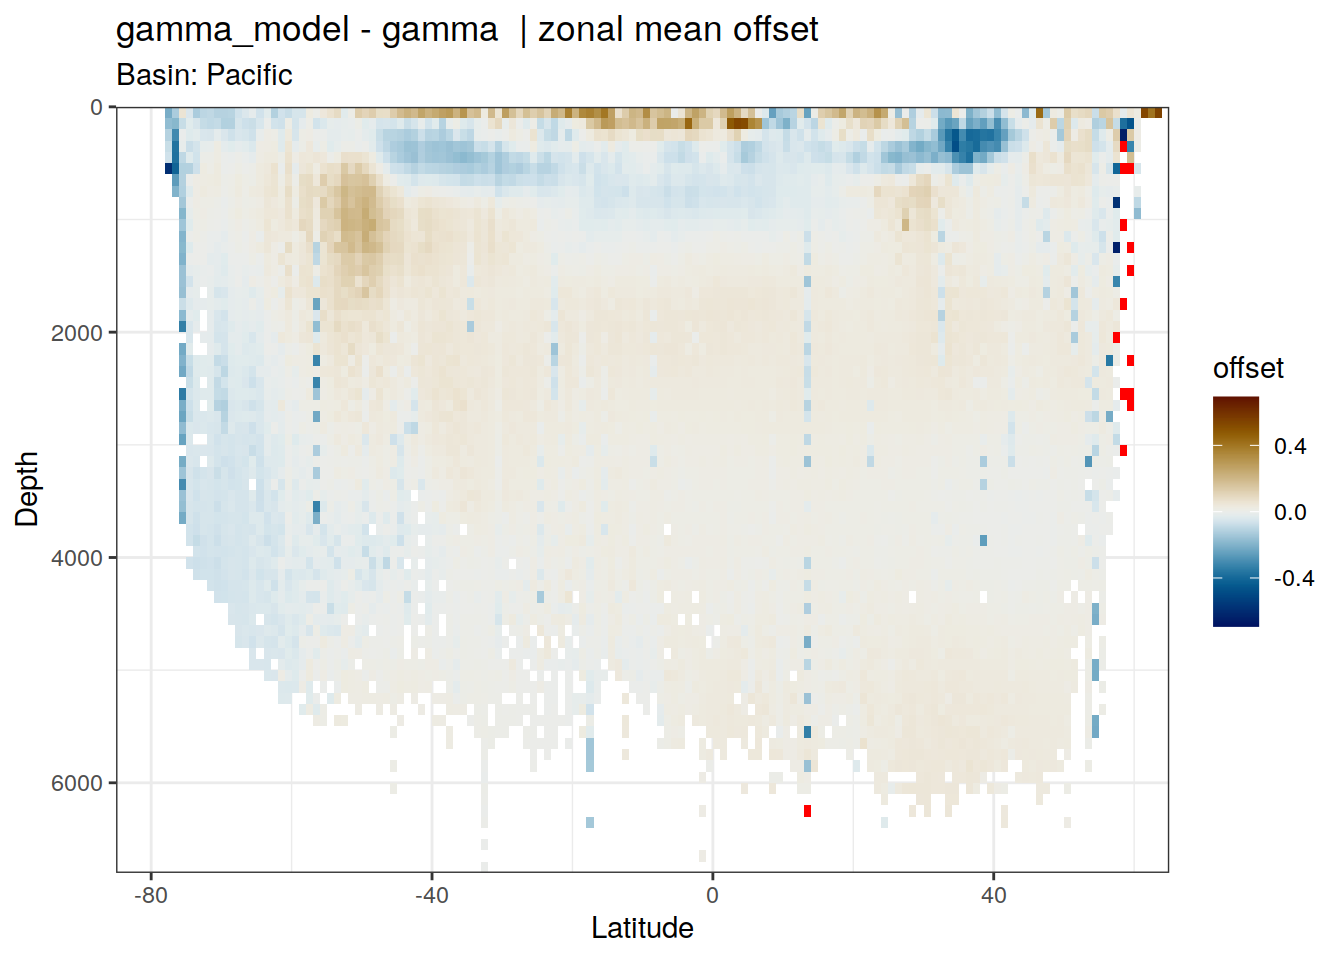 gamma_model - gamma | zonal mean offset
Basin: Pacific
0
2000
4000
6000
Depth
-80
-40
0
40
Latitude
offset
0.4
0.0
-0.4